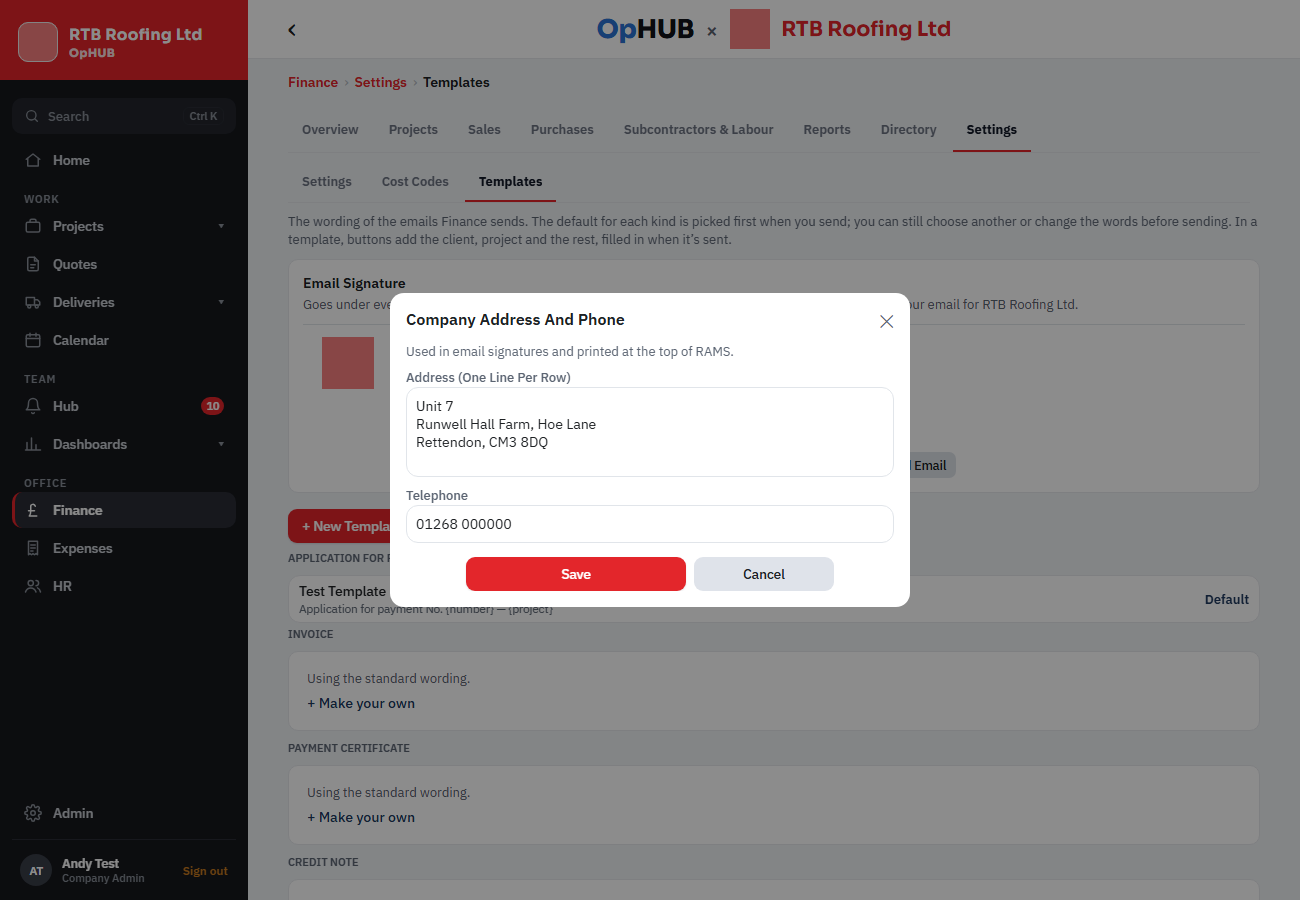 RTB Roofing Ltd
OpHUB
Search
Ctrl K
Home
WORK
Projects
Quotes
Deliveries
Calendar
TEAM
Hub
10
Dashboards
OFFICE
Finance
Expenses
HR
Admin
AT
Andy Test
Company Admin
Sign out
OpHUB × RTB Roofing Ltd
Finance › Settings › Templates
Overview Projects Sales Purchases Subcontractors & Labour Reports Directory Settings
Settings Cost Codes Templates
The wording of the emails Finance sends. The default for each kind is picked first when you send; you can still choose another or change the words before sending. In a
template, buttons add the client, project and the rest, filled in when it's sent.
Email Signature
Goes under
our email for RTB Roofing Ltd.
Company Address And Phone
Used in email signatures and printed at the top of RAMS.
Address (One Line Per Row)
Unit 7
Runwell Hall Farm, Hoe Lane
Rettendon, CM3 8DQ
Telephone
01268 000000
Save
Cancel
Email
+ New Templa
APPLICATION FOR
Test Template
Application for payment No. {number} — {project}
Default
INVOICE
Using the standard wording.
+ Make your own
PAYMENT CERTIFICATE
Using the standard wording.
+ Make your own
CREDIT NOTE